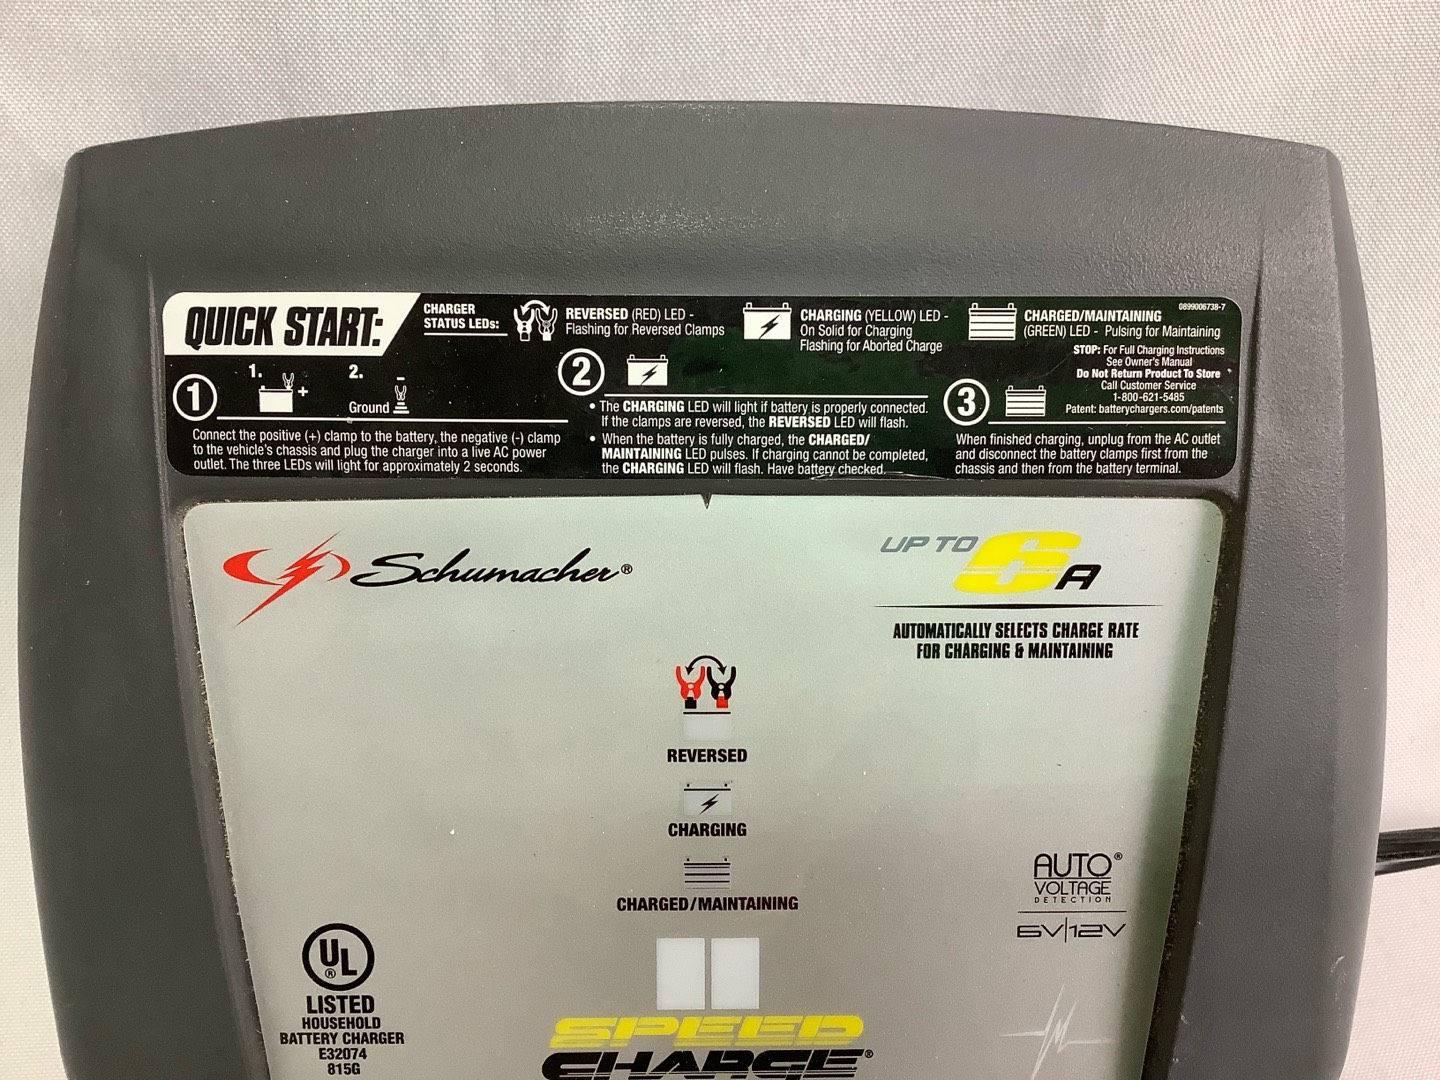 QUICK START:
CHARGER
STATUS LEDs:
REVERSED (RED) LED -
Flashing for Reversed Clamps
CHARGING (YELLOW) LED -
On Solid for Charging
Flashing for Aborted Charge
CHARGED/MAINTAINING
(GREEN) LED - Pulsing for Maintaining
0899006738-7
STOP: For Full Charging Instructions
See Owner's Manual
Do Not Return Product To Store
Call Customer Service
1-800-621-5485
Patent: batterychargers.com/patents
1
1.
+
2.
-
Ground
Connect the positive (+) clamp to the battery, the negative (-) clamp
to the vehicle's chassis and plug the charger into a live AC power
outlet. The three LEDs will light for approximately 2 seconds.
2
• The CHARGING LED will light if battery is properly connected.
If the clamps are reversed, the REVERSED LED will flash.
• When the battery is fully charged, the CHARGED/
MAINTAINING LED pulses. If charging cannot be completed,
the CHARGING LED will flash. Have battery checked.
3
When finished charging, unplug from the AC outlet
and disconnect the battery clamps first from the
chassis and then from the battery terminal.
Schumacher®
UP TO 6A
AUTOMATICALLY SELECTS CHARGE RATE
FOR CHARGING & MAINTAINING
REVERSED
CHARGING
CHARGED/MAINTAINING
AUTO®
VOLTAGE
DETECTION
6V|12V
UL®
LISTED
HOUSEHOLD
BATTERY CHARGER
E32074
815G
SPEED
CHARGE®